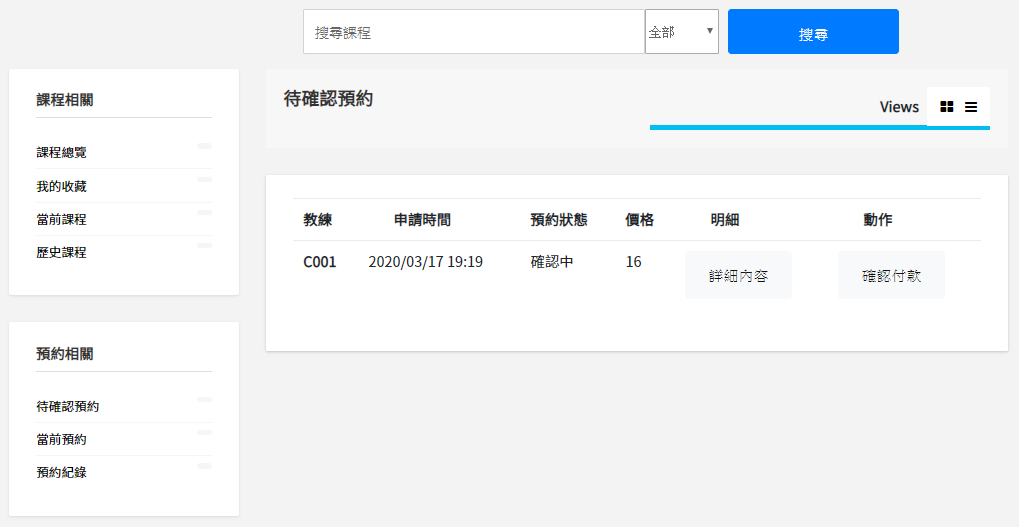 搜尋課程 全部 搜尋
課程相關
課程總覽
我的收藏
當前課程
歷史課程
預約相關
待確認預約
當前預約
預約紀錄
待確認預約
Views
教練 申請時間 預約狀態 價格 明細 動作
C001 2020/03/17 19:19 確認中 16 詳細內容 確認付款